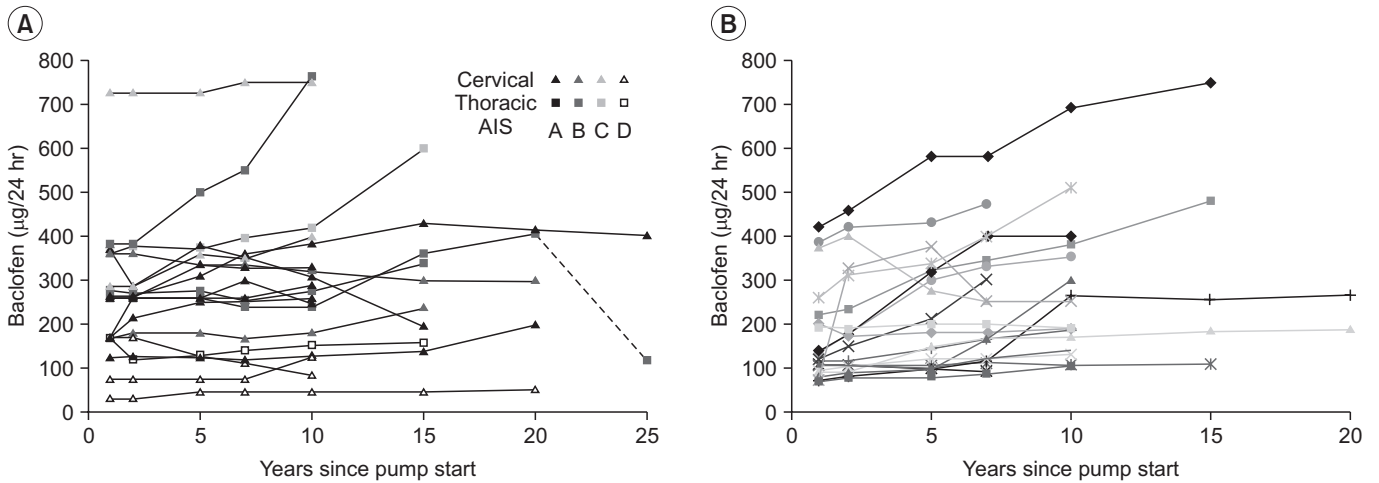 A
Baclofen (μg/24 hr)
800
700
600
500
400
300
200
100
0
0 5 10 15 20 25
Years since pump start
Cervical
Thoracic
AIS A B C D
B
Baclofen (μg/24 hr)
800
700
600
500
400
300
200
100
0
0 5 10 15 20
Years since pump start